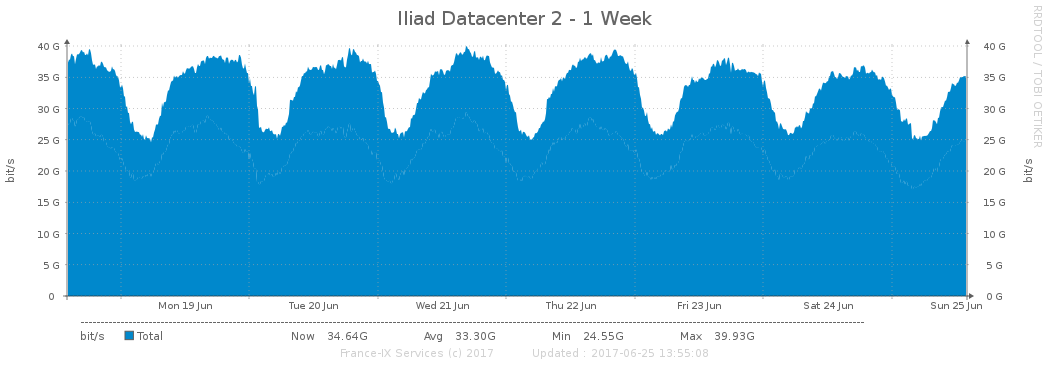 Iliad Datacenter 2 - 1 Week
RRDTOOL / TOBI OETIKER
40 G 40 G
35 G 35 G
30 G 30 G
25 G 25 G
20 G 20 G
15 G 15 G
10 G 10 G
5 G 5 G
0 0 G
bit/s bit/s
Mon 19 Jun Tue 20 Jun Wed 21 Jun Thu 22 Jun Fri 23 Jun Sat 24 Jun Sun 25 Jun
bit/s Total Now 34.64G Avg 33.30G Min 24.55G Max 39.93G
France-IX Services (c) 2017 Updated : 2017-06-25 13:55:08